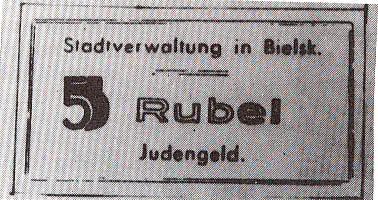 Stadtverwaltung in Bielsk.
5 Rubel
Judengeld.